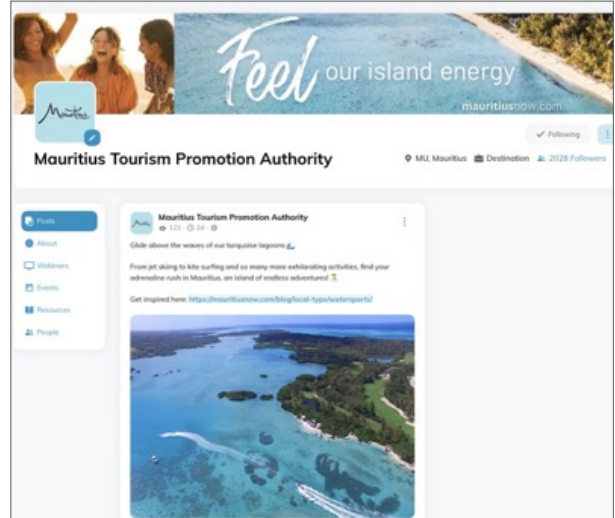 Feel our island energy
mauritiusnow.com
Mauritius
Following
Mauritius Tourism Promotion Authority
MU, Mauritius Destination 2028 Followers
Posts
About
Webinars
Events
Resources
People
Mauritius Tourism Promotion Authority
122 · 2d ·
Glide above the waves of our turquoise lagoons 🌊
From jet skiing to kite surfing and so many more exhilarating activities, find your
adrenaline rush in Mauritius, an island of endless adventures! 🏝️
Get inspired here: https://mauritiusnow.com/blog/local-type/watersports/